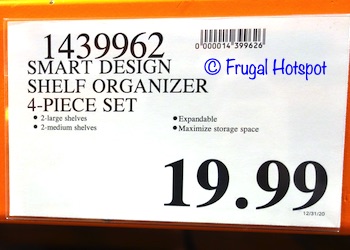 1439962
0000014399626
SMART DESIGN
© Frugal Hotspot
SHELF ORGANIZER
4-PIECE SET
• 2-large shelves
• Expandable
• 2-medium shelves
• Maximize storage space
19.99
12/31/20